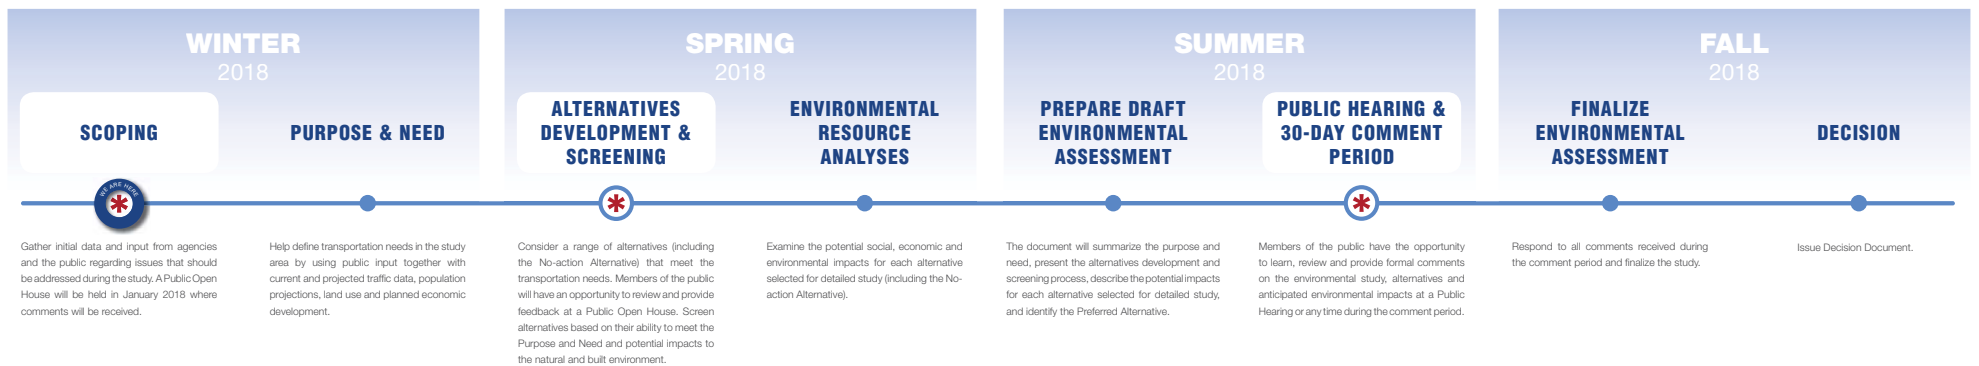 WINTER
2018
SCOPING
WE ARE HERE
Gather initial data and input from agencies
and the public regarding issues that should
be addressed during the study. A Public Open
House will be held in January 2018 where
comments will be received.
PURPOSE & NEED
Help define transportation needs in the study
area by using public input together with
current and projected traffic data, population
projections, land use and planned economic
development.
SPRING
2018
ALTERNATIVES
DEVELOPMENT &
SCREENING
Consider a range of alternatives (including
the No-action Alternative) that meet the
transportation needs. Members of the public
will have an opportunity to review and provide
feedback at a Public Open House. Screen
alternatives based on their ability to meet the
Purpose and Need and potential impacts to
the natural and built environment.
ENVIRONMENTAL
RESOURCE
ANALYSES
Examine the potential social, economic and
environmental impacts for each alternative
selected for detailed study (including the No-
action Alternative).
SUMMER
2018
PREPARE DRAFT
ENVIRONMENTAL
ASSESSMENT
The document will summarize the purpose and
need, present the alternatives development and
screening process, describe the potential impacts
for each alternative selected for detailed study,
and identify the Preferred Alternative.
PUBLIC HEARING &
30-DAY COMMENT
PERIOD
Members of the public have the opportunity
to learn, review and provide formal comments
on the environmental study, alternatives and
anticipated environmental impacts at a Public
Hearing or any time during the comment period.
FALL
2018
FINALIZE
ENVIRONMENTAL
ASSESSMENT
Respond to all comments received during
the comment period and finalize the study.
DECISION
Issue Decision Document.